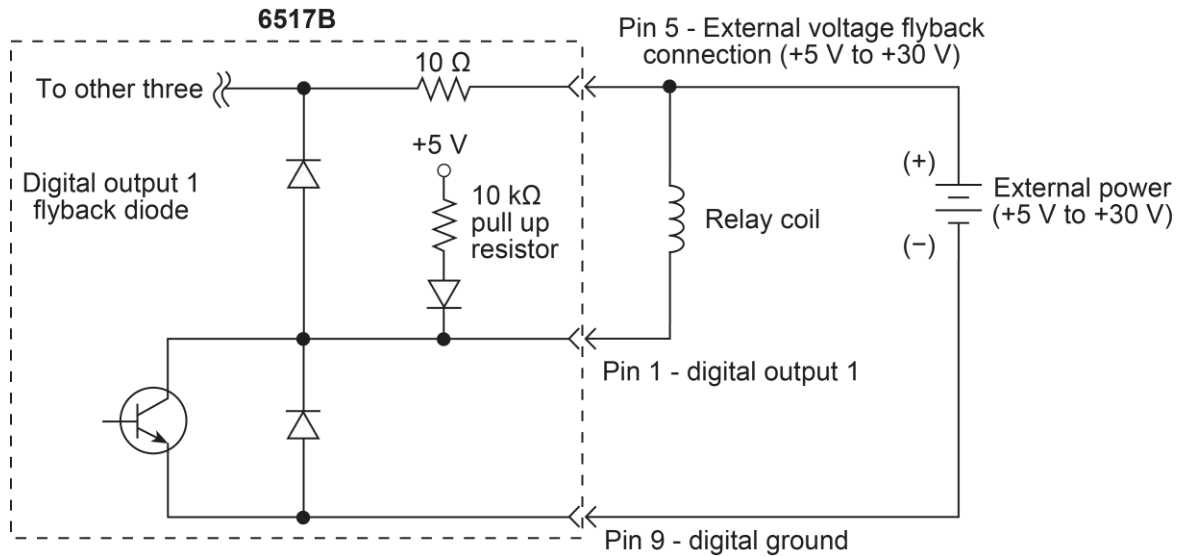 6517B
Pin 5 - External voltage flyback
connection (+5 V to +30 V)
10 Ω
To other three
+5 V
Digital output 1
flyback diode
10 kΩ
pull up
resistor
Relay coil
(+)
(−)
External power
(+5 V to +30 V)
Pin 1 - digital output 1
Pin 9 - digital ground